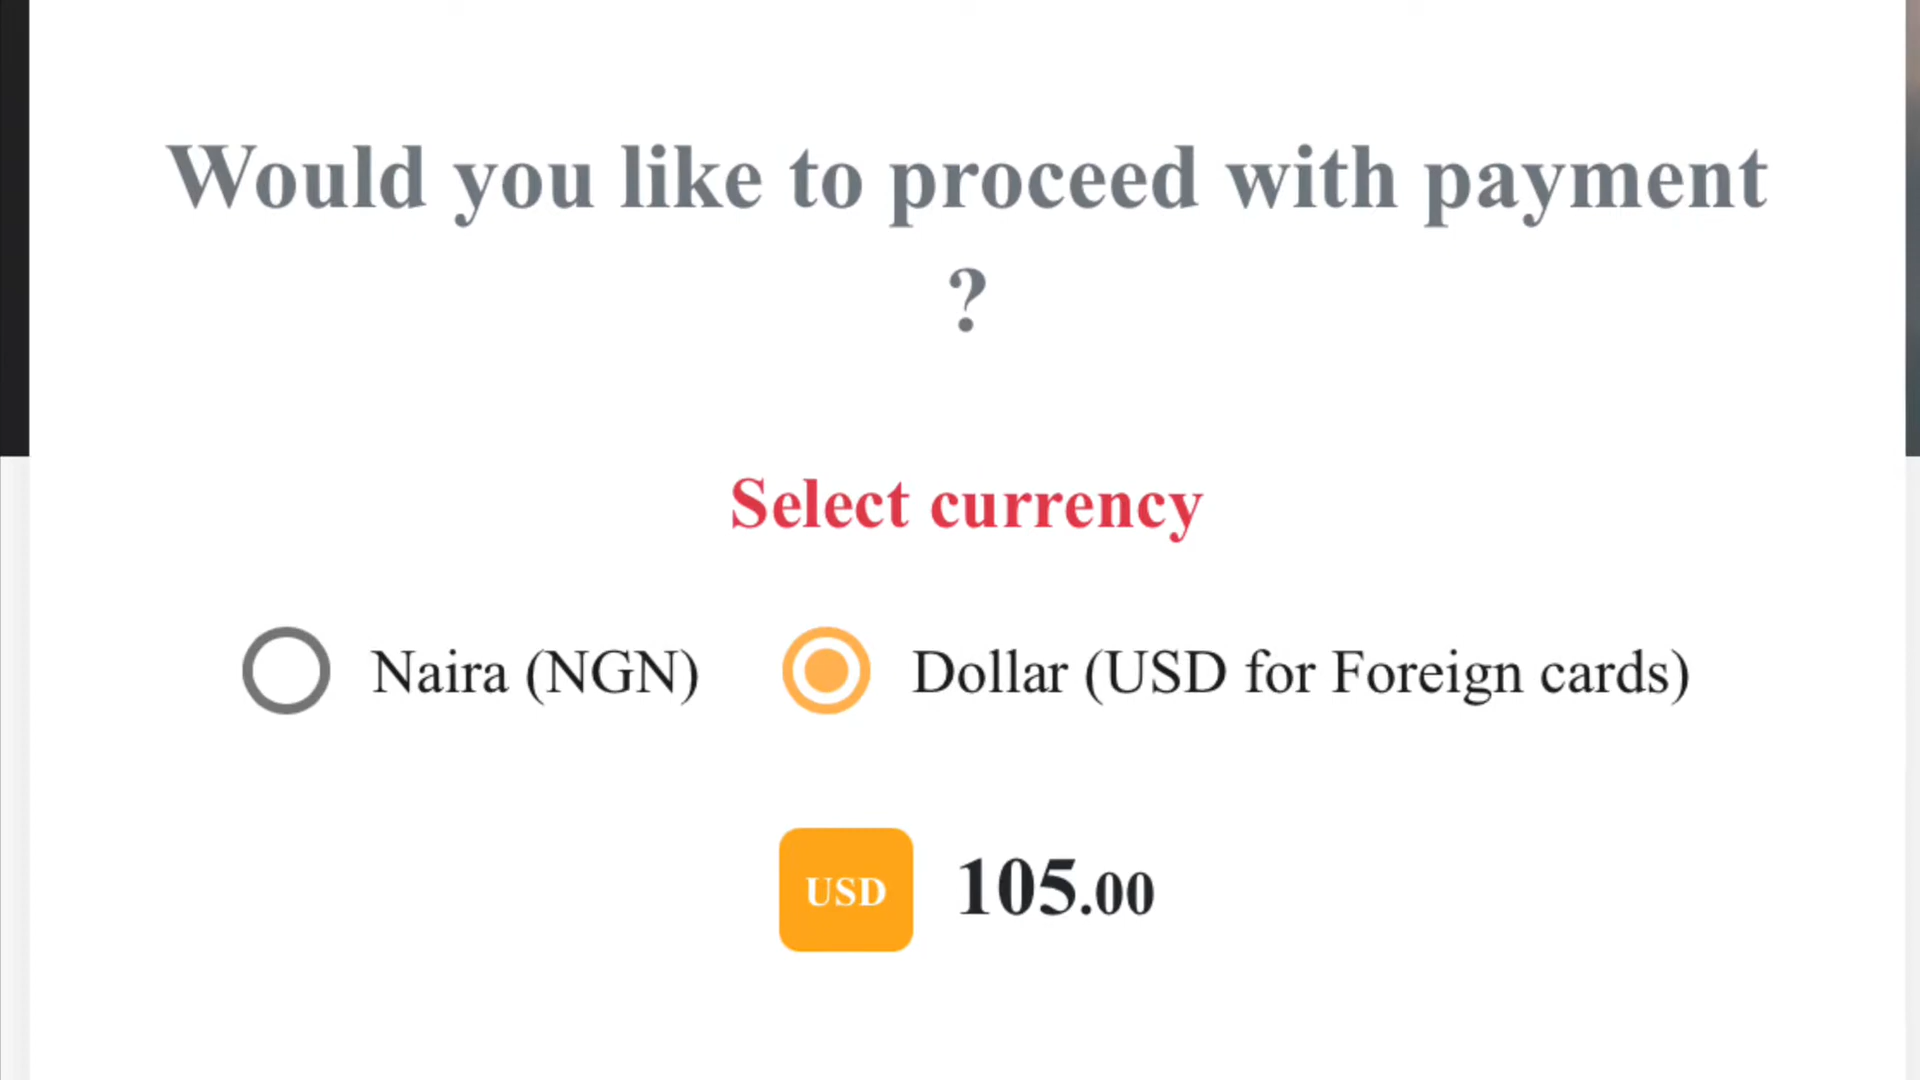 Would you like to proceed with payment
?
Select currency
Naira (NGN) Dollar (USD for Foreign cards)
USD 105.00